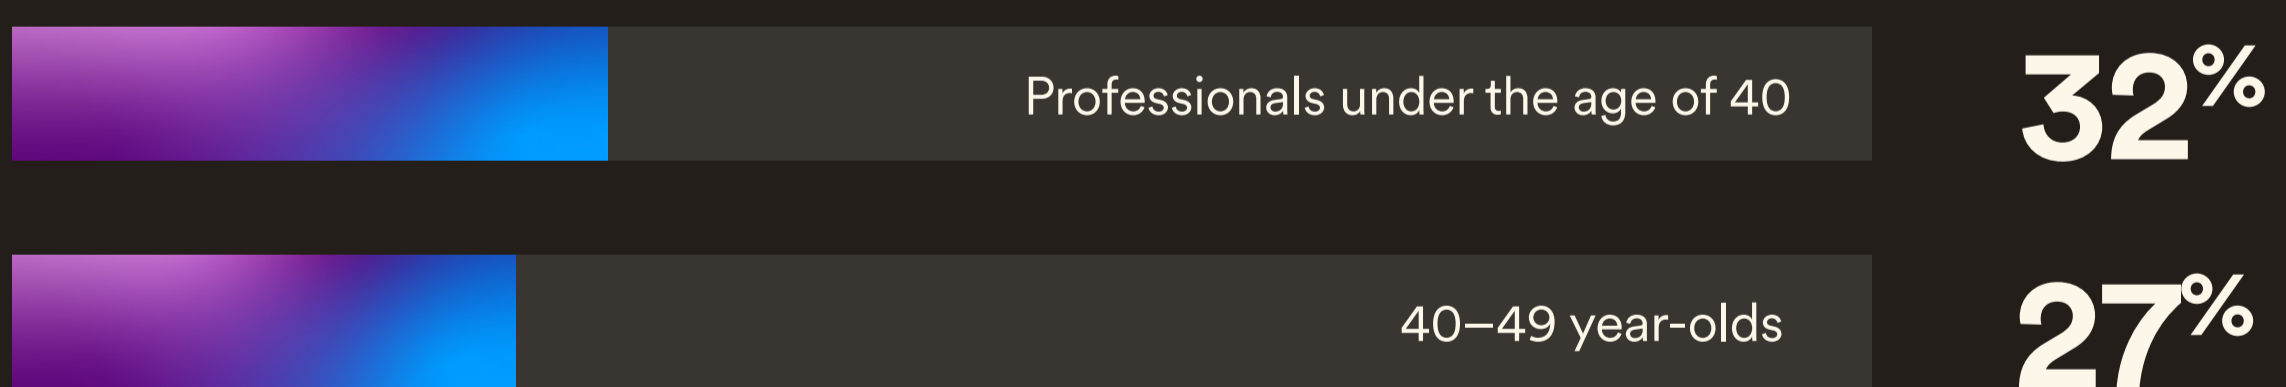 Professionals under the age of 40 32%
40–49 year-olds 27%